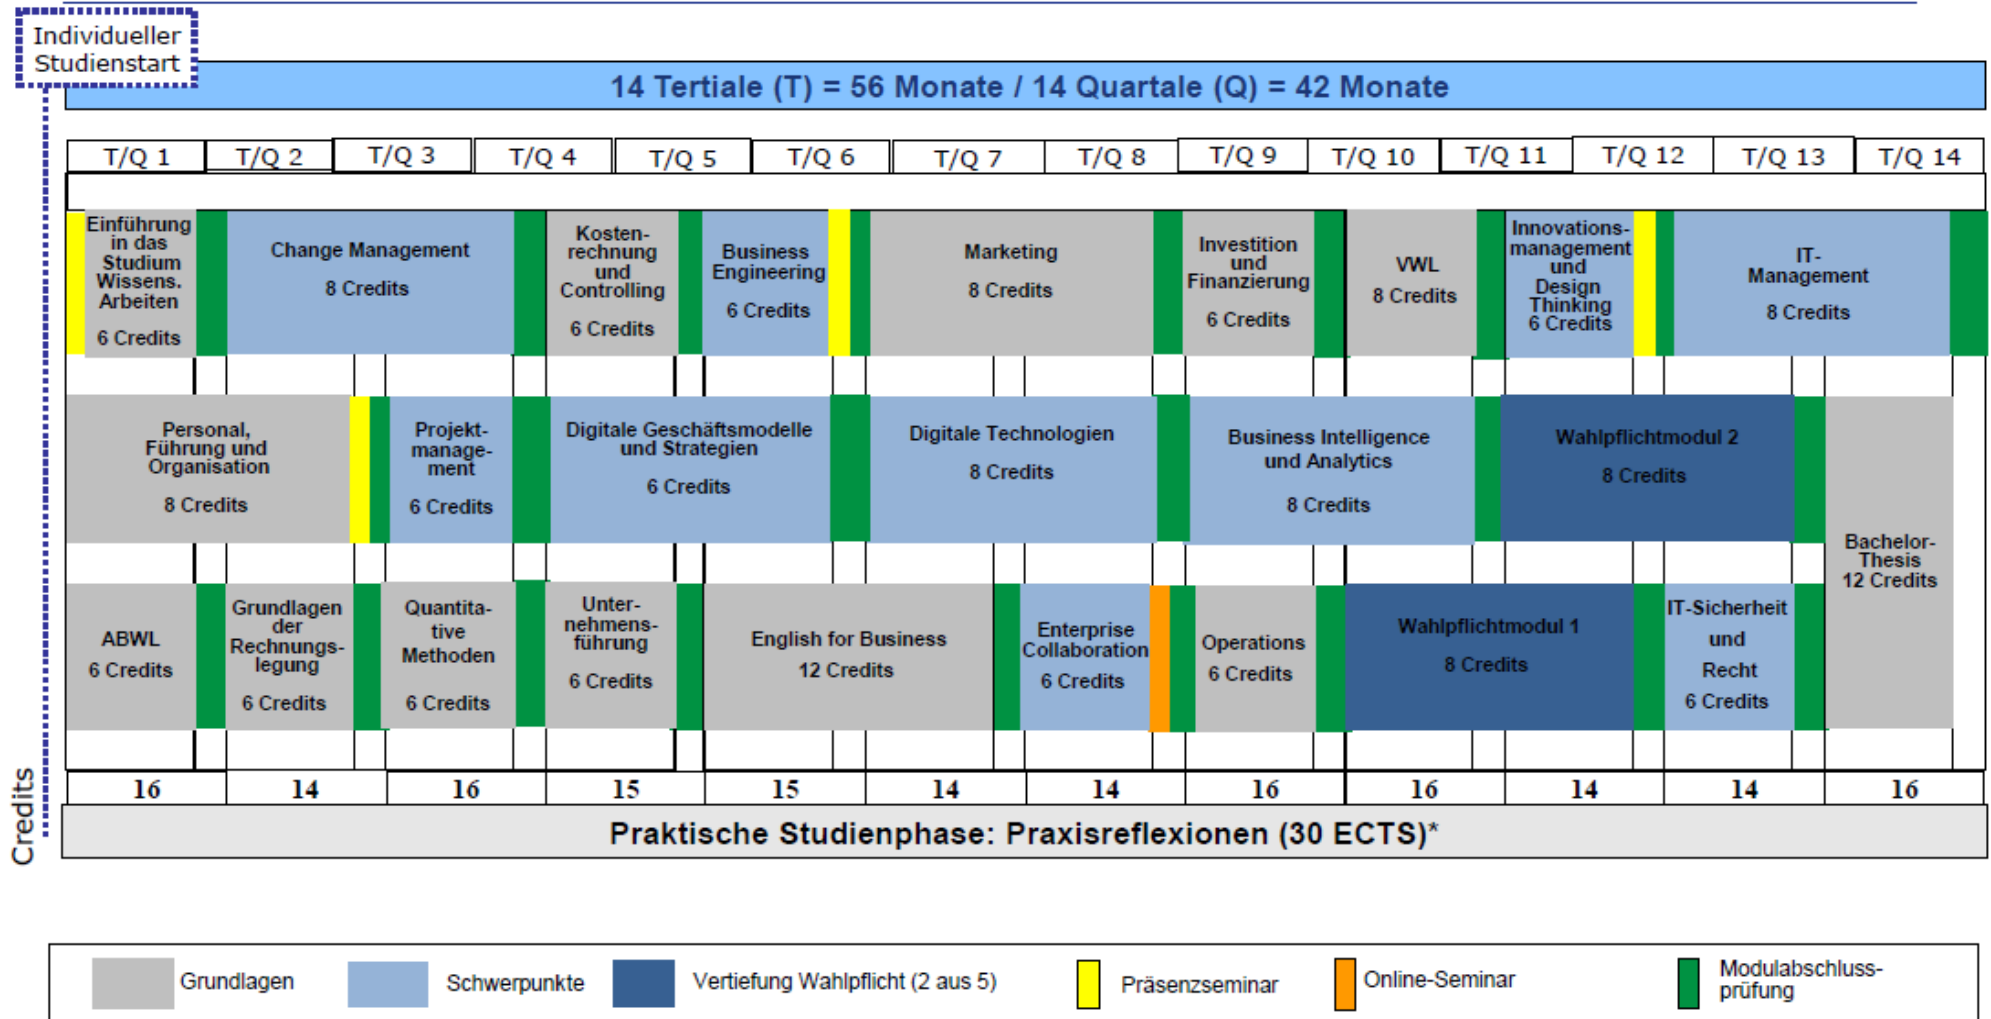 Individueller
Studienstart
14 Tertiale (T) = 56 Monate / 14 Quartale (Q) = 42 Monate
T/Q 1 T/Q 2 T/Q 3 T/Q 4 T/Q 5 T/Q 6 T/Q 7 T/Q 8 T/Q 9 T/Q 10 T/Q 11 T/Q 12 T/Q 13 T/Q 14
Einführung
in das
Studium
Wissens.
Arbeiten
6 Credits
Change Management
8 Credits
Kosten-
rechnung
und
Controlling
6 Credits
Business
Engineering
6 Credits
Marketing
8 Credits
Investition
und
Finanzierung
6 Credits
VWL
8 Credits
Innovations-
management
und
Design
Thinking
6 Credits
IT-
Management
8 Credits
Personal,
Führung und
Organisation
8 Credits
Projekt-
manage-
ment
6 Credits
Digitale Geschäftsmodelle
und Strategien
6 Credits
Digitale Technologien
8 Credits
Business Intelligence
und Analytics
8 Credits
Wahlpflichtmodul 2
8 Credits
Bachelor-
Thesis
12 Credits
ABWL
6 Credits
Grundlagen
der
Rechnungs-
legung
6 Credits
Quantita-
tive
Methoden
6 Credits
Unter-
nehmens-
führung
6 Credits
English for Business
12 Credits
Enterprise
Collaboration
6 Credits
Operations
6 Credits
Wahlpflichtmodul 1
8 Credits
IT-Sicherheit
und
Recht
6 Credits
Credits
16 14 16 15 15 14 14 16 16 14 14 16
Praktische Studienphase: Praxisreflexionen (30 ECTS)*
Grundlagen
Schwerpunkte
Vertiefung Wahlpflicht (2 aus 5)
Präsenzseminar
Online-Seminar
Modulabschluss-
prüfung